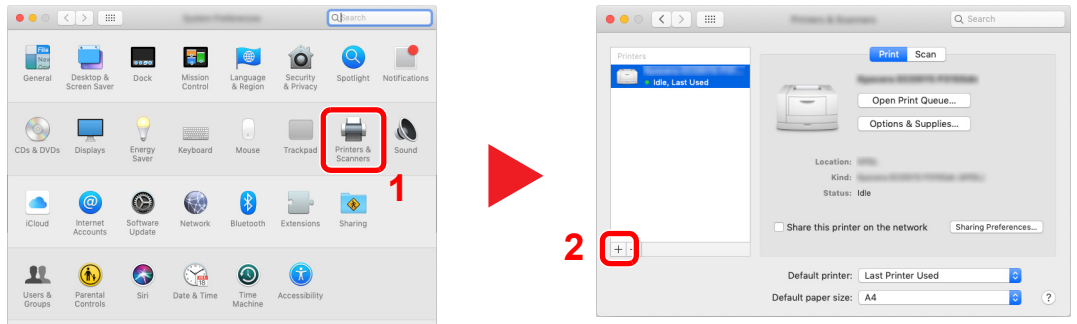 Search
General
Desktop &
Screen Saver
Dock
Mission
Control
Language
& Region
Security
& Privacy
Spotlight
Notifications
CDs & DVDs
Displays
Energy
Saver
Keyboard
Mouse
Trackpad
Printers &
Scanners
Sound
1
iCloud
Internet
Accounts
Software
Update
Network
Bluetooth
Extensions
Sharing
Users &
Groups
Parental
Controls
Siri
Date & Time
Time
Machine
Accessibility
Printers & Scanners
Search
Printers
Idle, Last Used
Print
Scan
Open Print Queue...
Options & Supplies...
Location:
Kind:
Status: Idle
Share this printer on the network
Sharing Preferences...
2
+ -
Default printer: Last Printer Used
Default paper size: A4
?